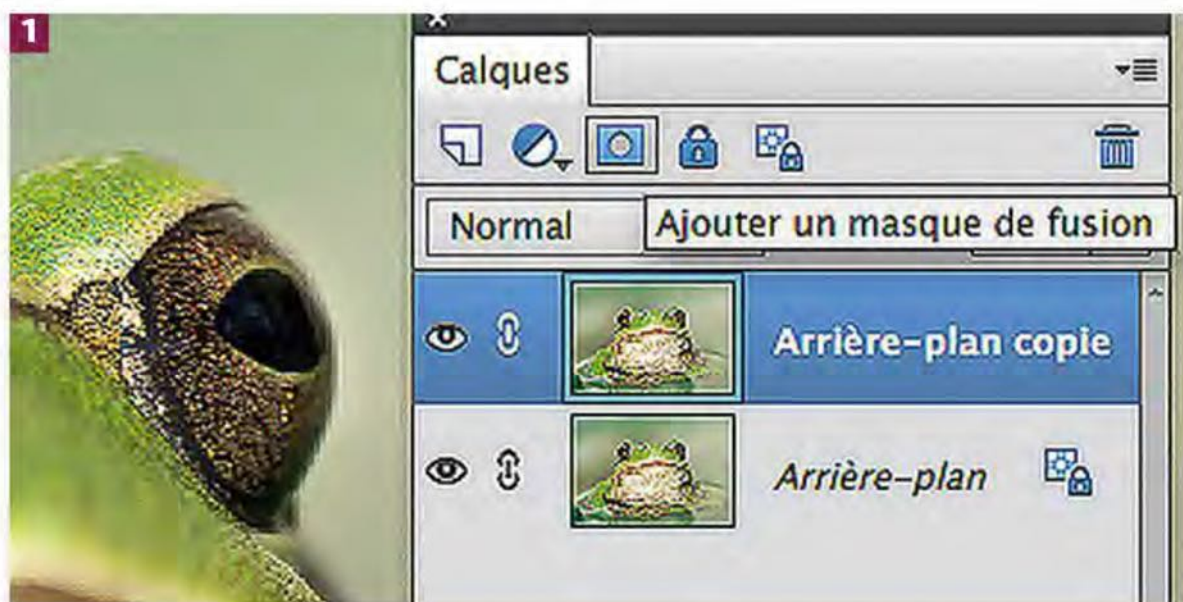 1
Calques
Normal
Ajouter un masque de fusion
Arrière-plan copie
Arrière-plan